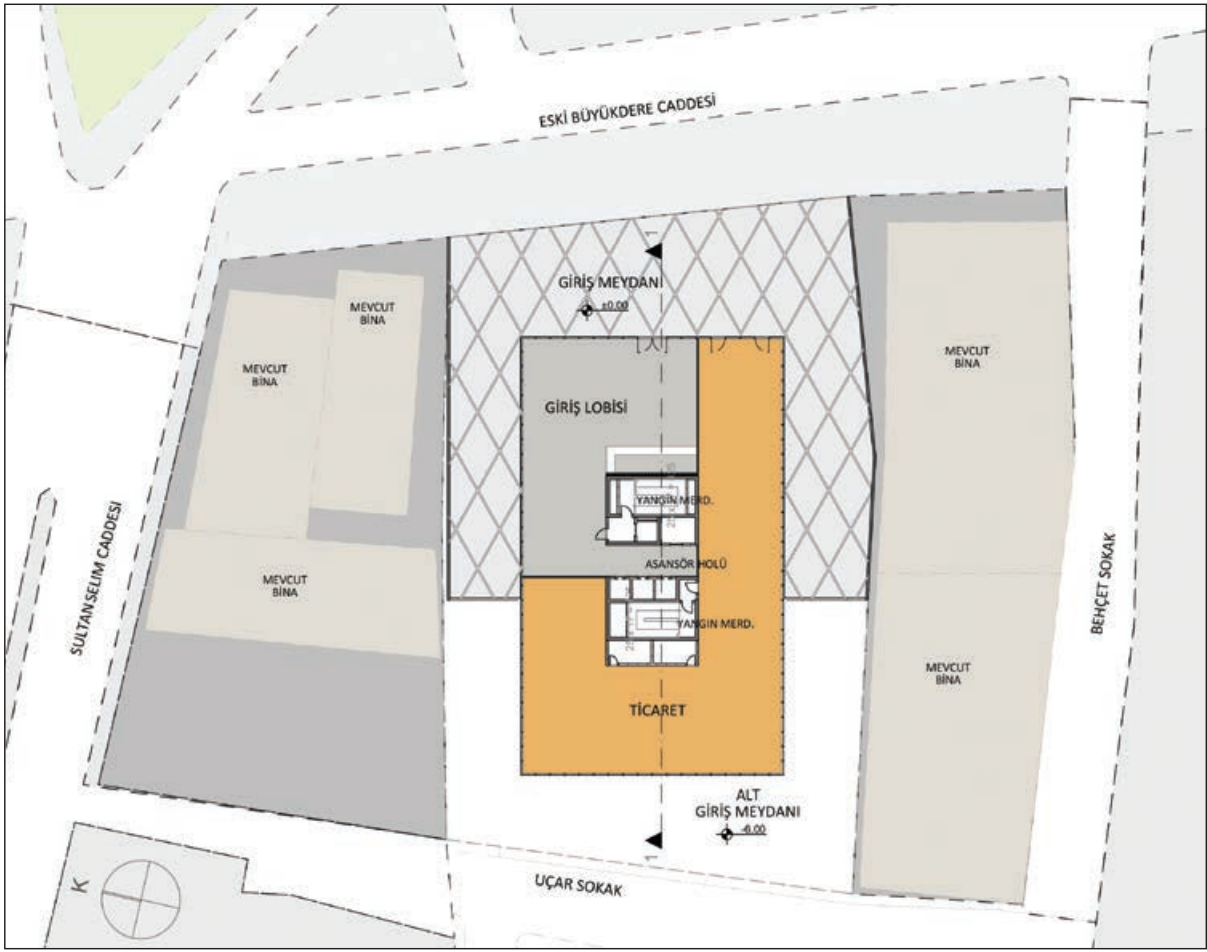 ESKİ BÜYÜKDERE CADDESİ
1
GİRİŞ MEYDANI
±0.00
MEVCUT
BİNA
MEVCUT
BİNA
MEVCUT
BİNA
GİRİŞ LOBİSİ
YANGIN MERD.
ASANSÖR HOLÜ
MEVCUT
BİNA
YANGIN MERD.
SULTAN SELİM CADDESİ
BEHÇET SOKAK
MEVCUT
BİNA
TİCARET
ALT
GİRİŞ MEYDANI
-6.00
1
K
UÇAR SOKAK